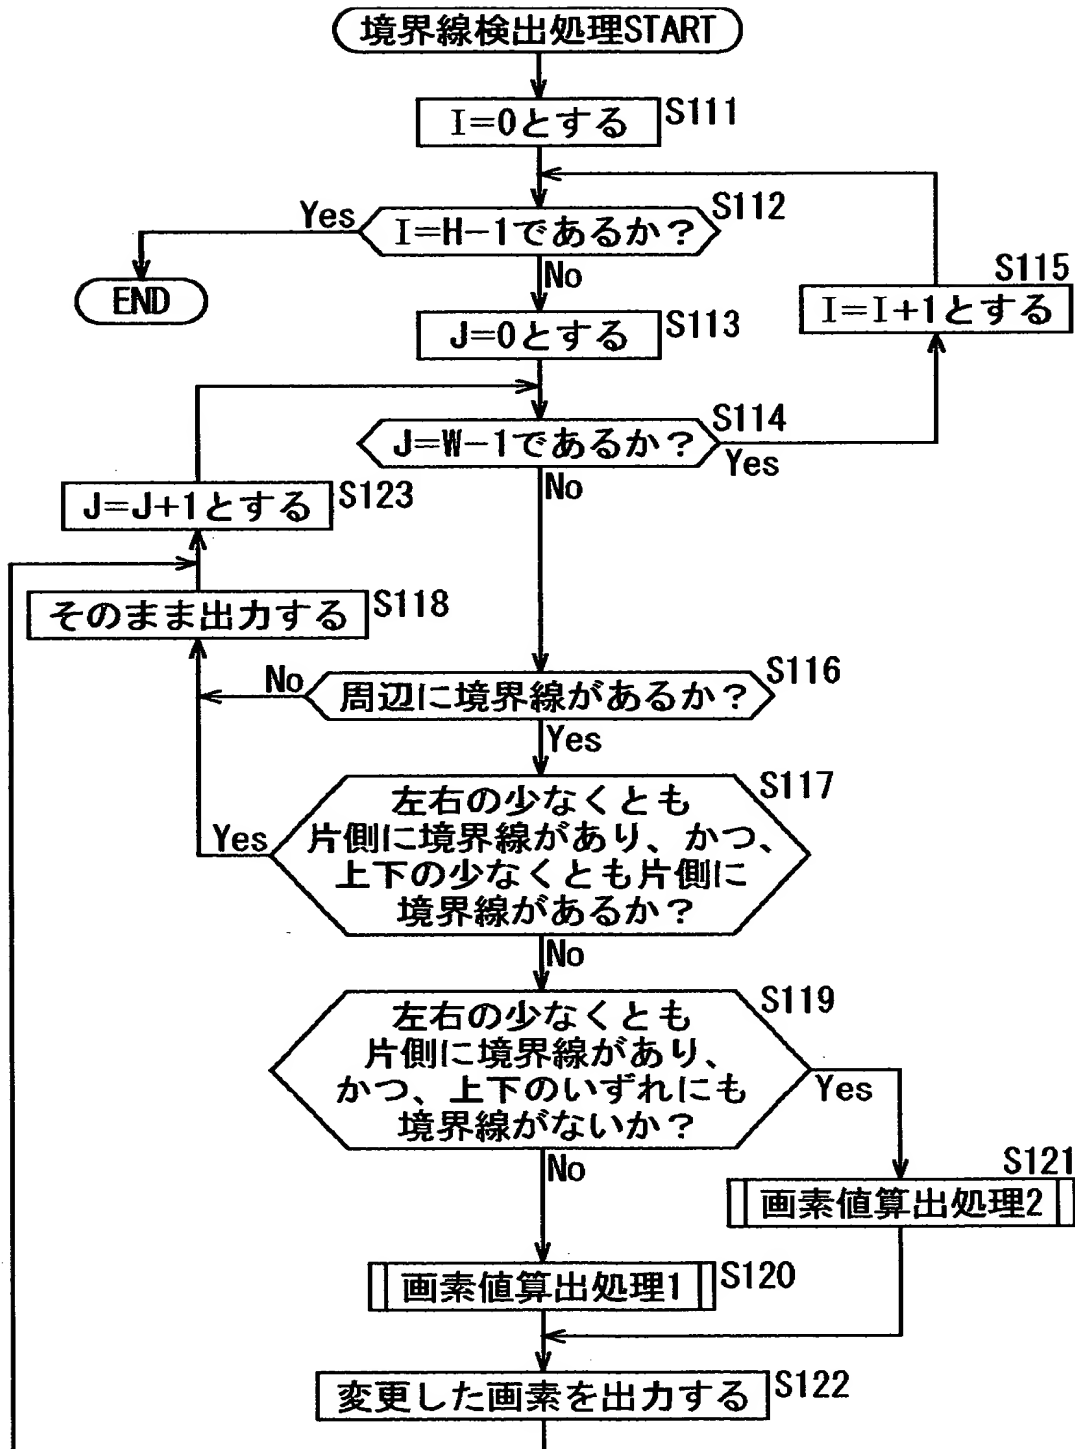 境界線検出処理START
I=0とする
S111
I=H-1であるか？
S112
Yes
No
END
J=0とする
S113
I=I+1とする
S115
J=W-1であるか？
S114
Yes
No
J=J+1とする
S123
そのまま出力する
S118
周辺に境界線があるか？
S116
No
Yes
左右の少なくとも
片側に境界線があり、かつ、
上下の少なくとも片側に
境界線があるか？
S117
Yes
No
左右の少なくとも
片側に境界線があり、
かつ、上下のいずれにも
境界線がないか？
S119
Yes
No
画素値算出処理2
S121
画素値算出処理1
S120
変更した画素を出力する
S122